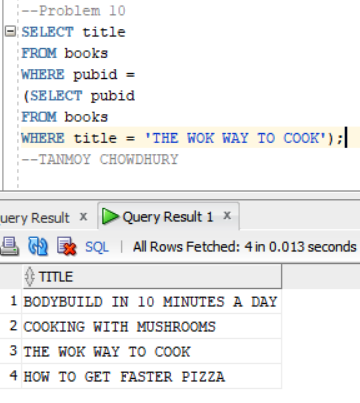 --Problem 10
SELECT title
FROM books
WHERE pubid =
(SELECT pubid
FROM books
WHERE title = 'THE WOK WAY TO COOK');
--TANMOY CHOWDHURY
uery Result x Query Result 1 x
SQL | All Rows Fetched: 4 in 0.013 seconds
TITLE
1 BODYBUILD IN 10 MINUTES A DAY
2 COOKING WITH MUSHROOMS
3 THE WOK WAY TO COOK
4 HOW TO GET FASTER PIZZA